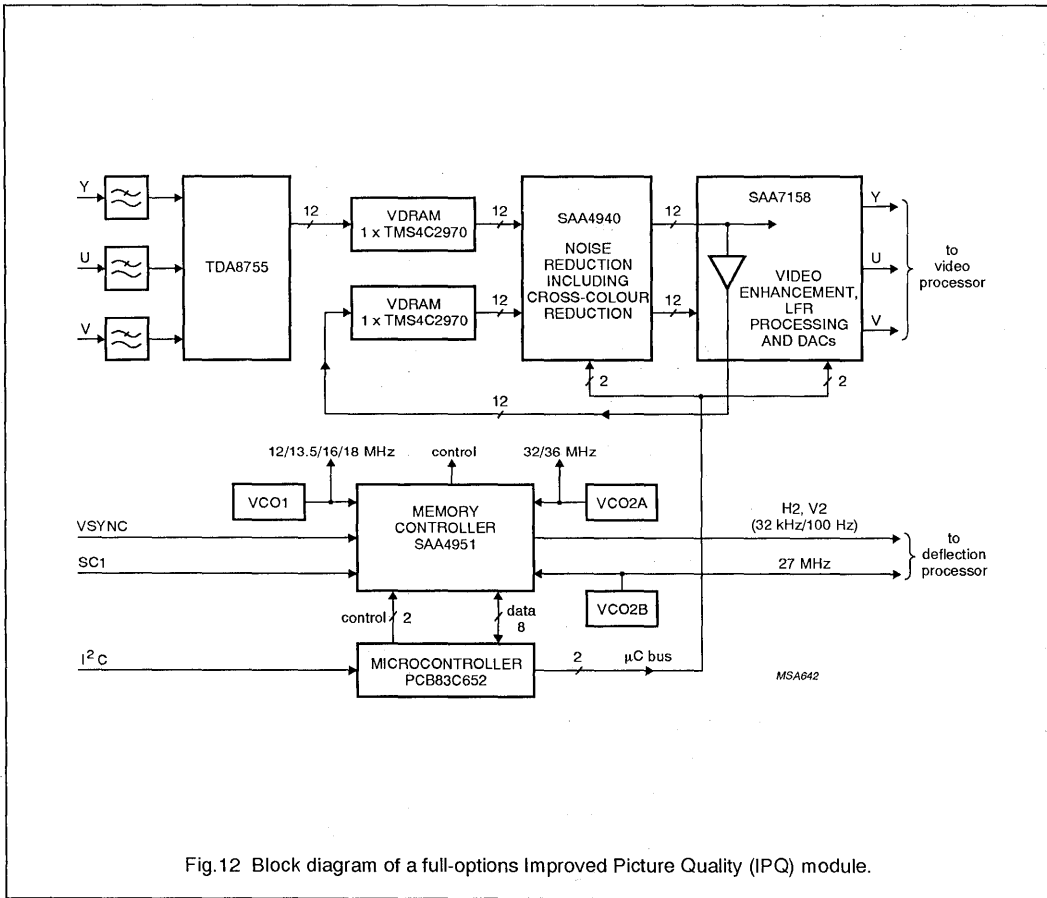 Y
U
V
TDA8755
12
VDRAM
1 x TMS4C2970
12
VDRAM
1 x TMS4C2970
12
SAA4940
NOISE
REDUCTION
INCLUDING
CROSS-COLOUR
REDUCTION
12
12
SAA7158
VIDEO
ENHANCEMENT,
LFR
PROCESSING
AND DACs
Y
U
V
to
video
processor
2
2
12
12/13.5/16/18 MHz
control
32/36 MHz
VCO1
MEMORY
CONTROLLER
SAA4951
VCO2A
VSYNC
SC1
H2, V2
(32 kHz/100 Hz)
27 MHz
to
deflection
processor
VCO2B
control
2
data
8
I²C
MICROCONTROLLER
PCB83C652
2
μC bus
MSA642
Fig.12 Block diagram of a full-options Improved Picture Quality (IPQ) module.